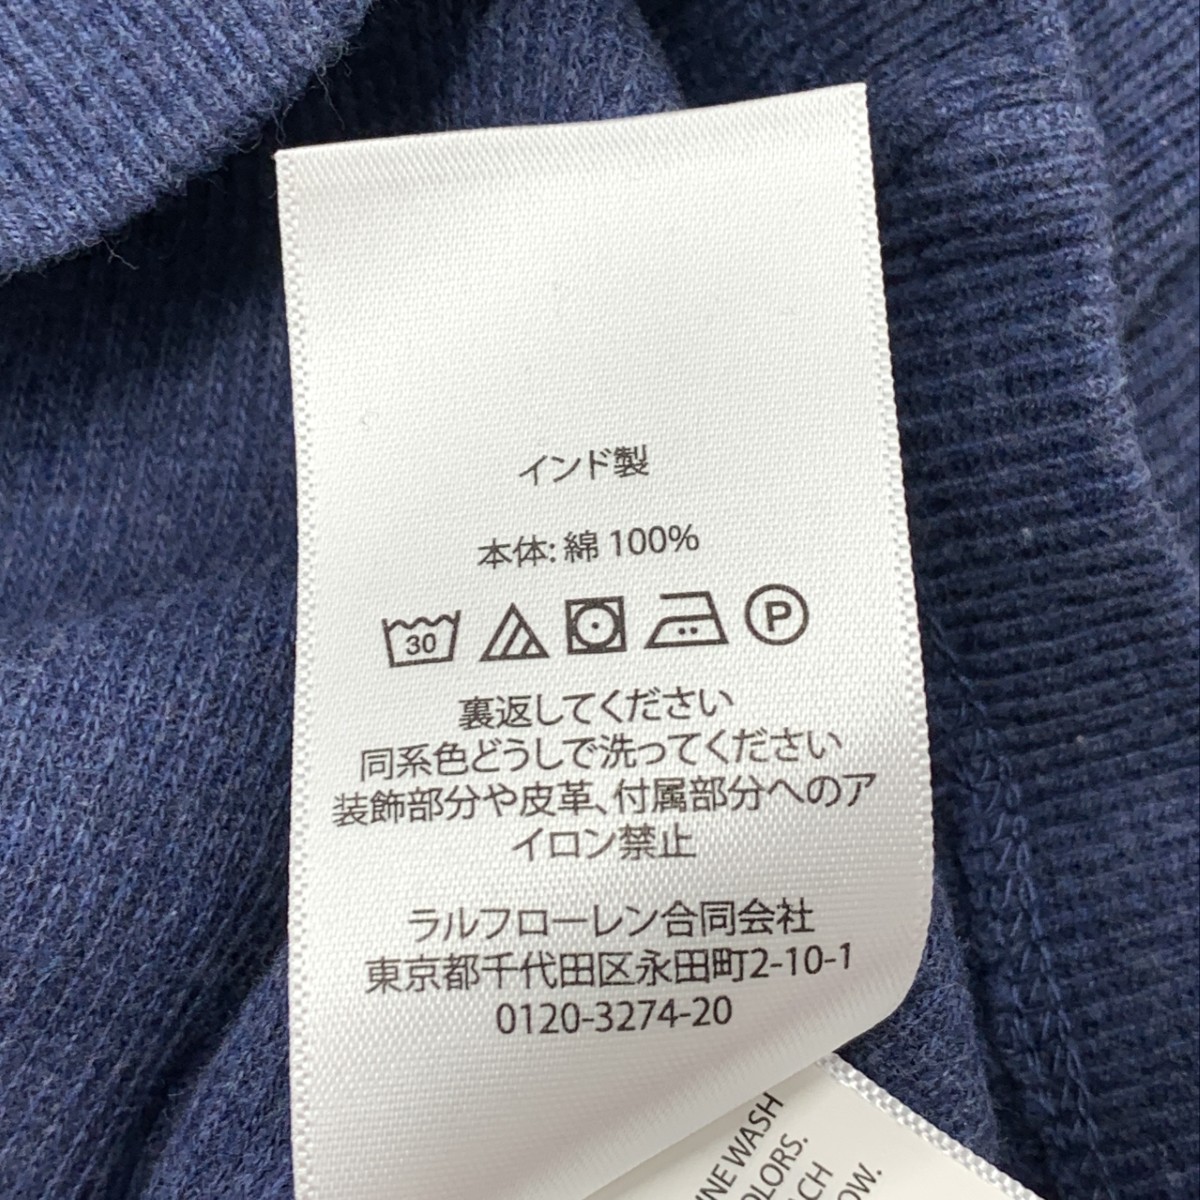 インド製
本体: 綿 100%
30 P
裏返してください
同系色どうしで洗ってください
装飾部分や皮革、付属部分へのア
イロン禁止
ラルフローレン合同会社
東京都千代田区永田町2-10-1
0120-3274-20
WASH